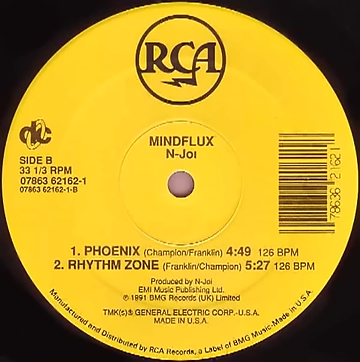 RCA
MINDFLUX
N-JOI
dc
SIDE B
33 1/3 RPM
07863 62162-1
07863 62162-1-B
78636 21621
1. PHOENIX (Champion/Franklin) 4:49 126 BPM
2. RHYTHM ZONE (Franklin/Champion) 5:27 126 BPM
Produced by N-Joi
EMI Music Publishing Ltd.
℗ 1991 BMG Records (UK) Limited
TMK(s)® GENERAL ELECTRIC CORP.-U.S.A.
MADE IN U.S.A.
Manufactured and Distributed by RCA Records, a Label of BMG Music-Made in U.S.A.